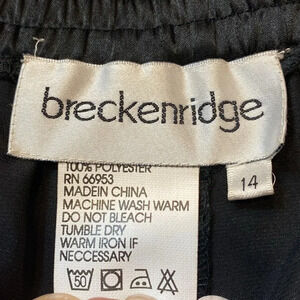 breckenridge
14
100% POLYESTER
RN 66953
MADEIN CHINA
MACHINE WASH WARM
DO NOT BLEACH
TUMBLE DRY
WARM IRON IF
NECCESSARY
50